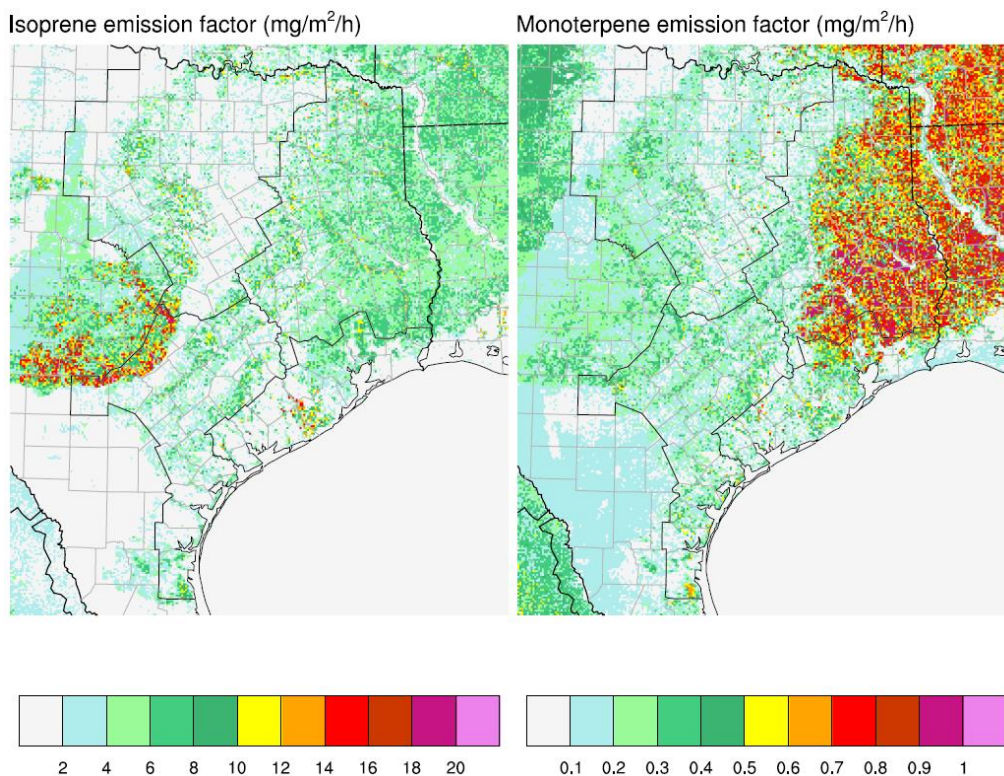 Isoprene emission factor (mg/m²/h)
Monoterpene emission factor (mg/m²/h)
2 4 6 8 10 12 14 16 18 20
0.1 0.2 0.3 0.4 0.5 0.6 0.7 0.8 0.9 1